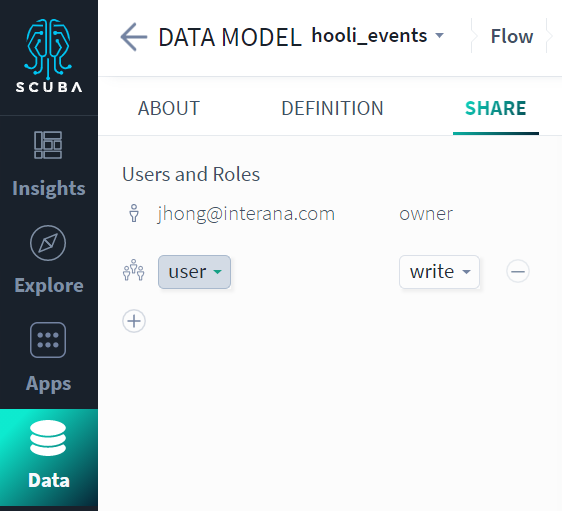 SCUBA
Insights
Explore
Apps
Data
DATA MODEL hooli_events Flow
ABOUT DEFINITION SHARE
Users and Roles
jhong@interana.com owner
user write